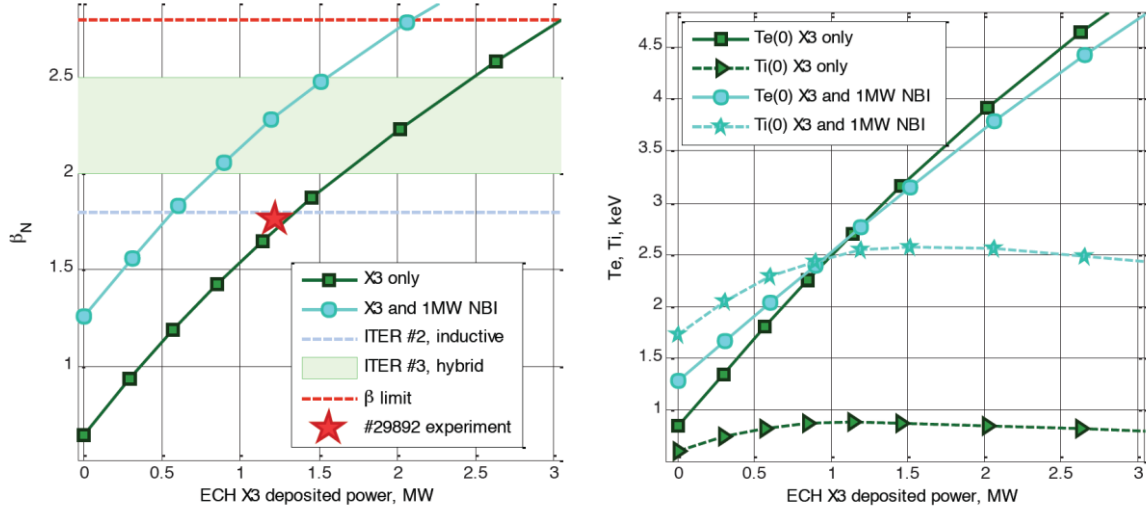 2.5
2
1.5
1
β_N
X3 only
X3 and 1MW NBI
ITER #2, inductive
ITER #3, hybrid
β limit
#29892 experiment
0 0.5 1 1.5 2 2.5 3
ECH X3 deposited power, MW
4.5
4
3.5
3
2.5
2
1.5
1
Te, Ti, keV
Te(0) X3 only
Ti(0) X3 only
Te(0) X3 and 1MW NBI
Ti(0) X3 and 1MW NBI
0 0.5 1 1.5 2 2.5 3
ECH X3 deposited power, MW